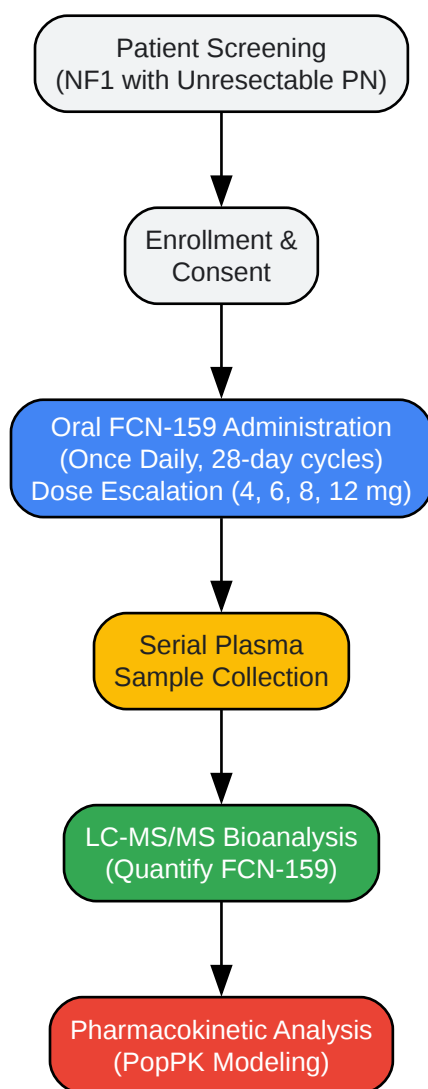 Patient Screening
(NF1 with Unresectable PN)
Enrollment &
Consent
Oral FCN-159 Administration
(Once Daily, 28-day cycles)
Dose Escalation (4, 6, 8, 12 mg)
Serial Plasma
Sample Collection
LC-MS/MS Bioanalysis
(Quantify FCN-159)
Pharmacokinetic Analysis
(PopPK Modeling)